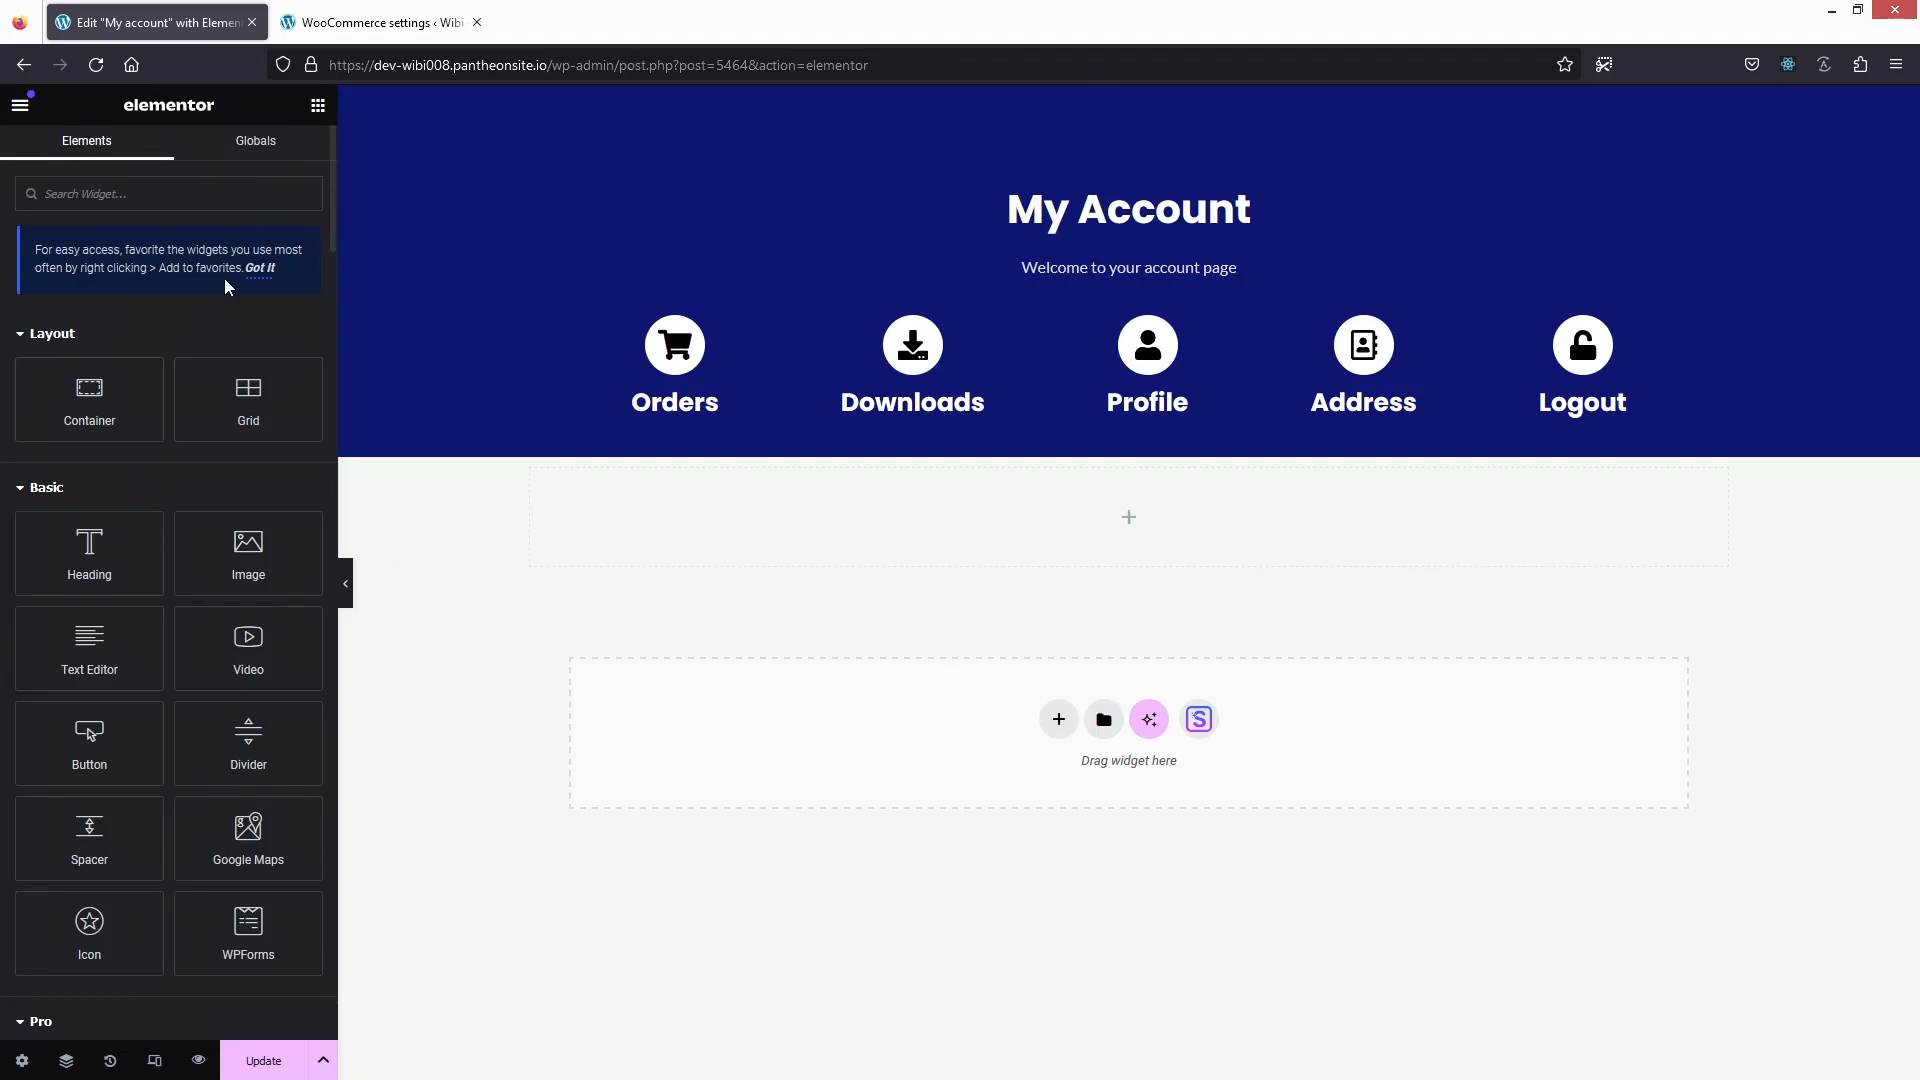 Edit "My account" with Elemen
WooCommerce settings ‹ Wibi
https://dev-wibi008.pantheonsite.io/wp-admin/post.php?post=5464&action=elementor
elementor
Elements
Globals
Search Widget...
For easy access, favorite the widgets you use most
often by right clicking > Add to favorites. Got It
Layout
Container
Grid
Basic
Heading
Image
Text Editor
Video
Button
Divider
Spacer
Google Maps
Icon
WPForms
Pro
Update
My Account
Welcome to your account page
Orders
Downloads
Profile
Address
Logout
Drag widget here